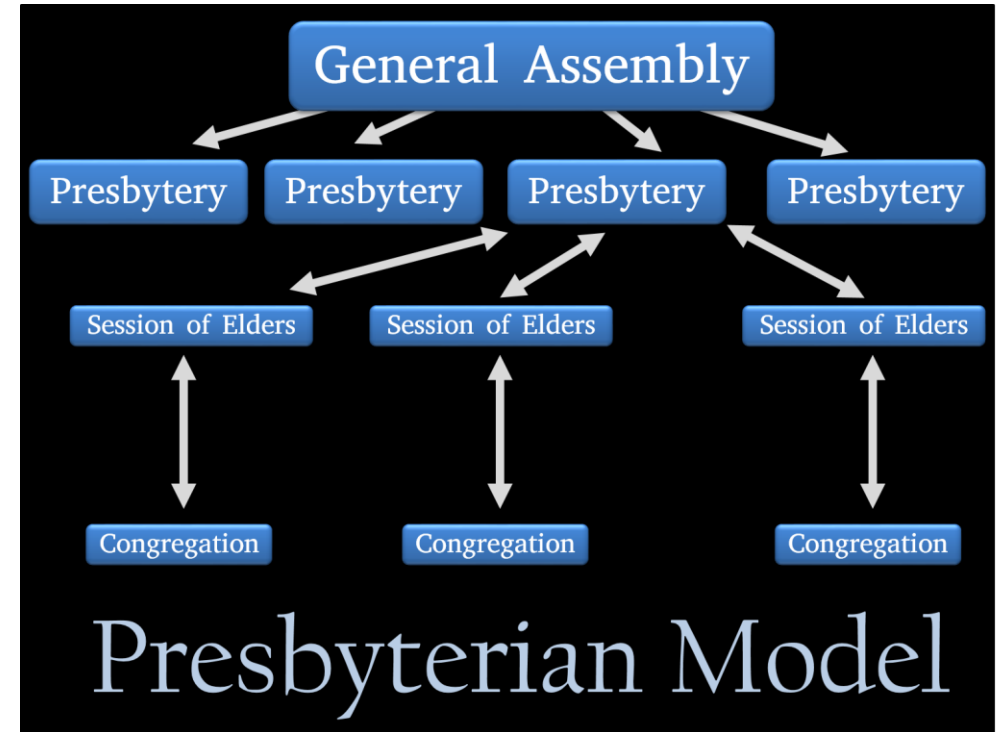 General Assembly
Presbytery Presbytery Presbytery Presbytery
Session of Elders Session of Elders Session of Elders
Congregation Congregation Congregation
Presbyterian Model